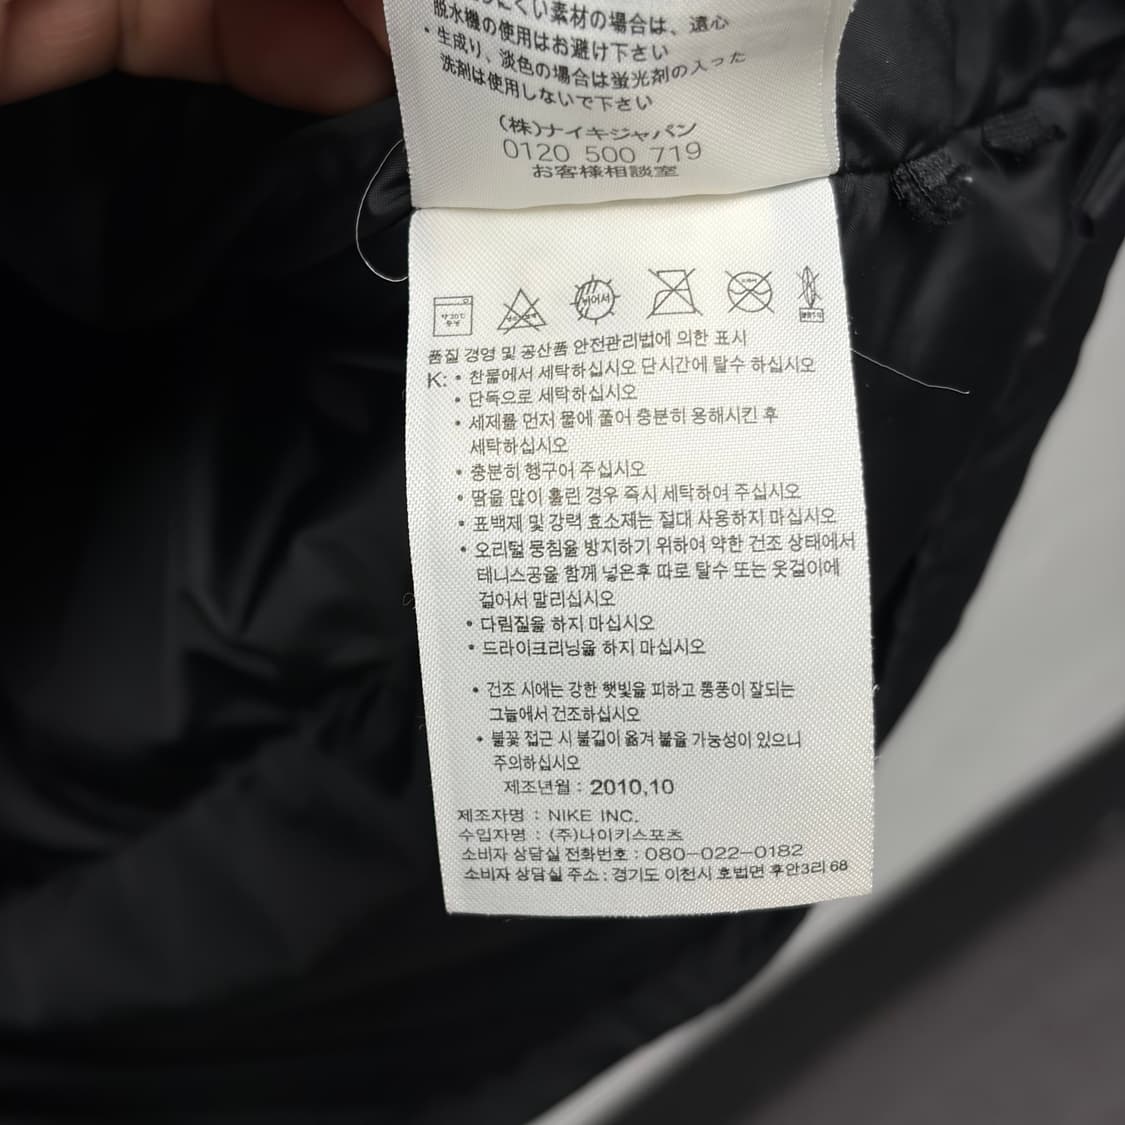 くい素材の場合は、遠心
脱水機の使用はお避け下さい
・生成り、淡色の場合は蛍光剤の入った
洗剤は使用しないで下さい
(株)ナイキジャパン
0120 500 719
お客様相談室
품질 경영 및 공산품 안전관리법에 의한 표시
K: • 찬물에서 세탁하십시오 단시간에 탈수 하십시오
• 단독으로 세탁하십시오
• 세제를 먼저 물에 풀어 충분히 용해시킨 후
세탁하십시오
• 충분히 헹구어 주십시오
• 땀을 많이 흘린 경우 즉시 세탁하여 주십시오
• 표백제 및 강력 효소제는 절대 사용하지 마십시오
• 오리털 뭉침을 방지하기 위하여 약한 건조 상태에서
테니스공을 함께 넣은후 따로 탈수 또는 옷걸이에
걸어서 말리십시오
• 다림질을 하지 마십시오
• 드라이크리닝을 하지 마십시오
• 건조 시에는 강한 햇빛을 피하고 통풍이 잘되는
그늘에서 건조하십시오
• 불꽃 접근 시 불길이 옮겨 붙을 가능성이 있으니
주의하십시오
제조년월 : 2010.10
제조자명 : NIKE INC.
수입자명 : (주)나이키스포츠
소비자 상담실 전화번호 : 080-022-0182
소비자 상담실 주소 : 경기도 이천시 호법면 후안3리 68